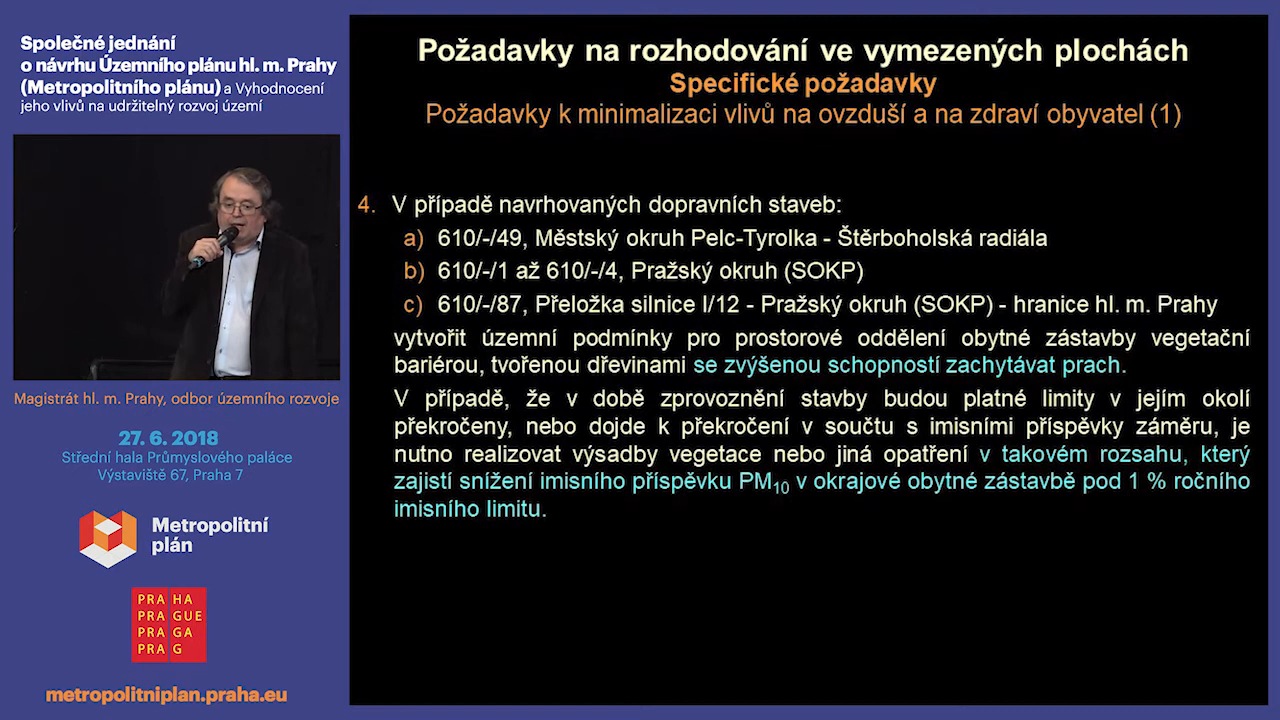 Společné jednání
o návrhu Územního plánu hl. m. Prahy
(Metropolitního plánu) a Vyhodnocení
jeho vlivů na udržitelný rozvoj území
Magistrát hl. m. Prahy, odbor územního rozvoje
27. 6. 2018
Střední hala Průmyslového paláce
Výstaviště 67, Praha 7
Metropolitní
plán
PRA HA
PRA GUE
PRA GA
PRA G
metropolitniplan.praha.eu
Požadavky na rozhodování ve vymezených plochách
Specifické požadavky
Požadavky k minimalizaci vlivů na ovzduší a na zdraví obyvatel (1)
4. V případě navrhovaných dopravních staveb:
a) 610/-/49, Městský okruh Pelc-Tyrolka - Štěrboholská radiála
b) 610/-/1 až 610/-/4, Pražský okruh (SOKP)
c) 610/-/87, Přeložka silnice I/12 - Pražský okruh (SOKP) - hranice hl. m. Prahy
vytvořit územní podmínky pro prostorové oddělení obytné zástavby vegetační
bariérou, tvořenou dřevinami se zvýšenou schopností zachytávat prach.
V případě, že v době zprovoznění stavby budou platné limity v jejím okolí
překročeny, nebo dojde k překročení v součtu s imisními příspěvky záměru, je
nutno realizovat výsadby vegetace nebo jiná opatření v takovém rozsahu, který
zajistí snížení imisního příspěvku PM10 v okrajové obytné zástavbě pod 1 % ročního
imisního limitu.